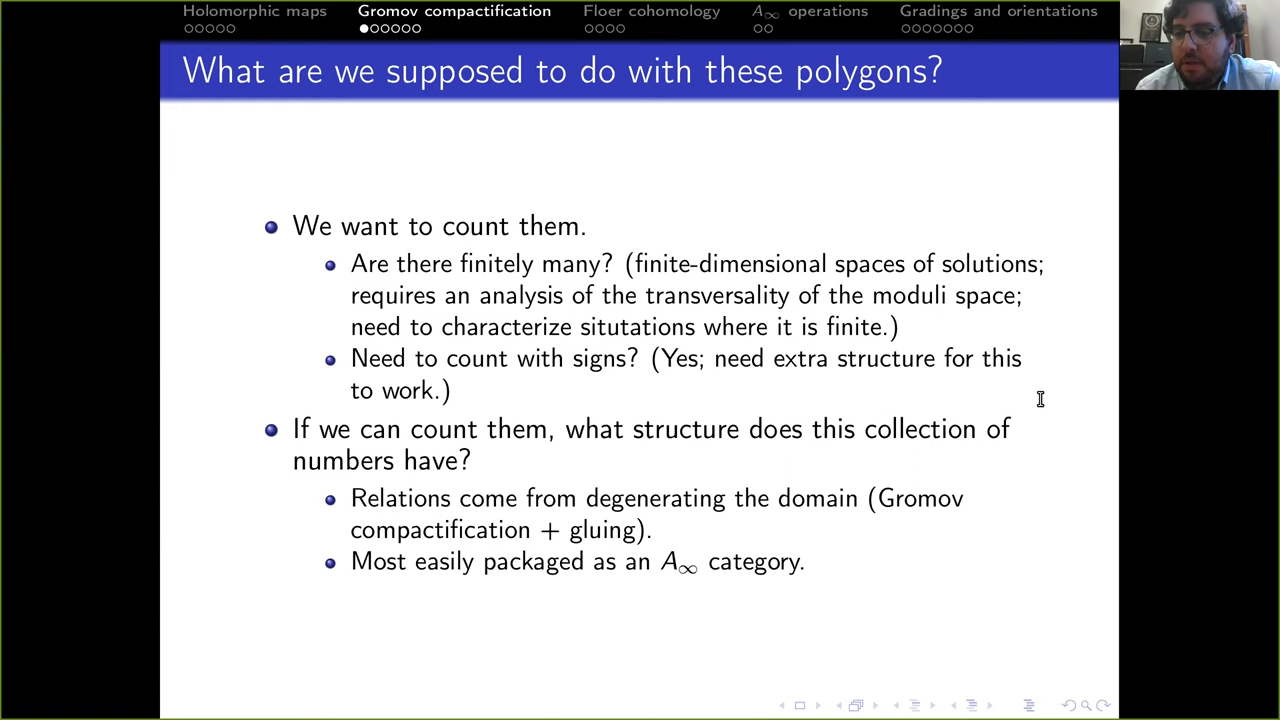 Holomorphic maps Gromov compactification Floer cohomology A∞ operations Gradings and orientations
What are we supposed to do with these polygons?
We want to count them.
Are there finitely many? (finite-dimensional spaces of solutions;
requires an analysis of the transversality of the moduli space;
need to characterize situtations where it is finite.)
Need to count with signs? (Yes; need extra structure for this
to work.)
If we can count them, what structure does this collection of
numbers have?
Relations come from degenerating the domain (Gromov
compactification + gluing).
Most easily packaged as an A∞ category.